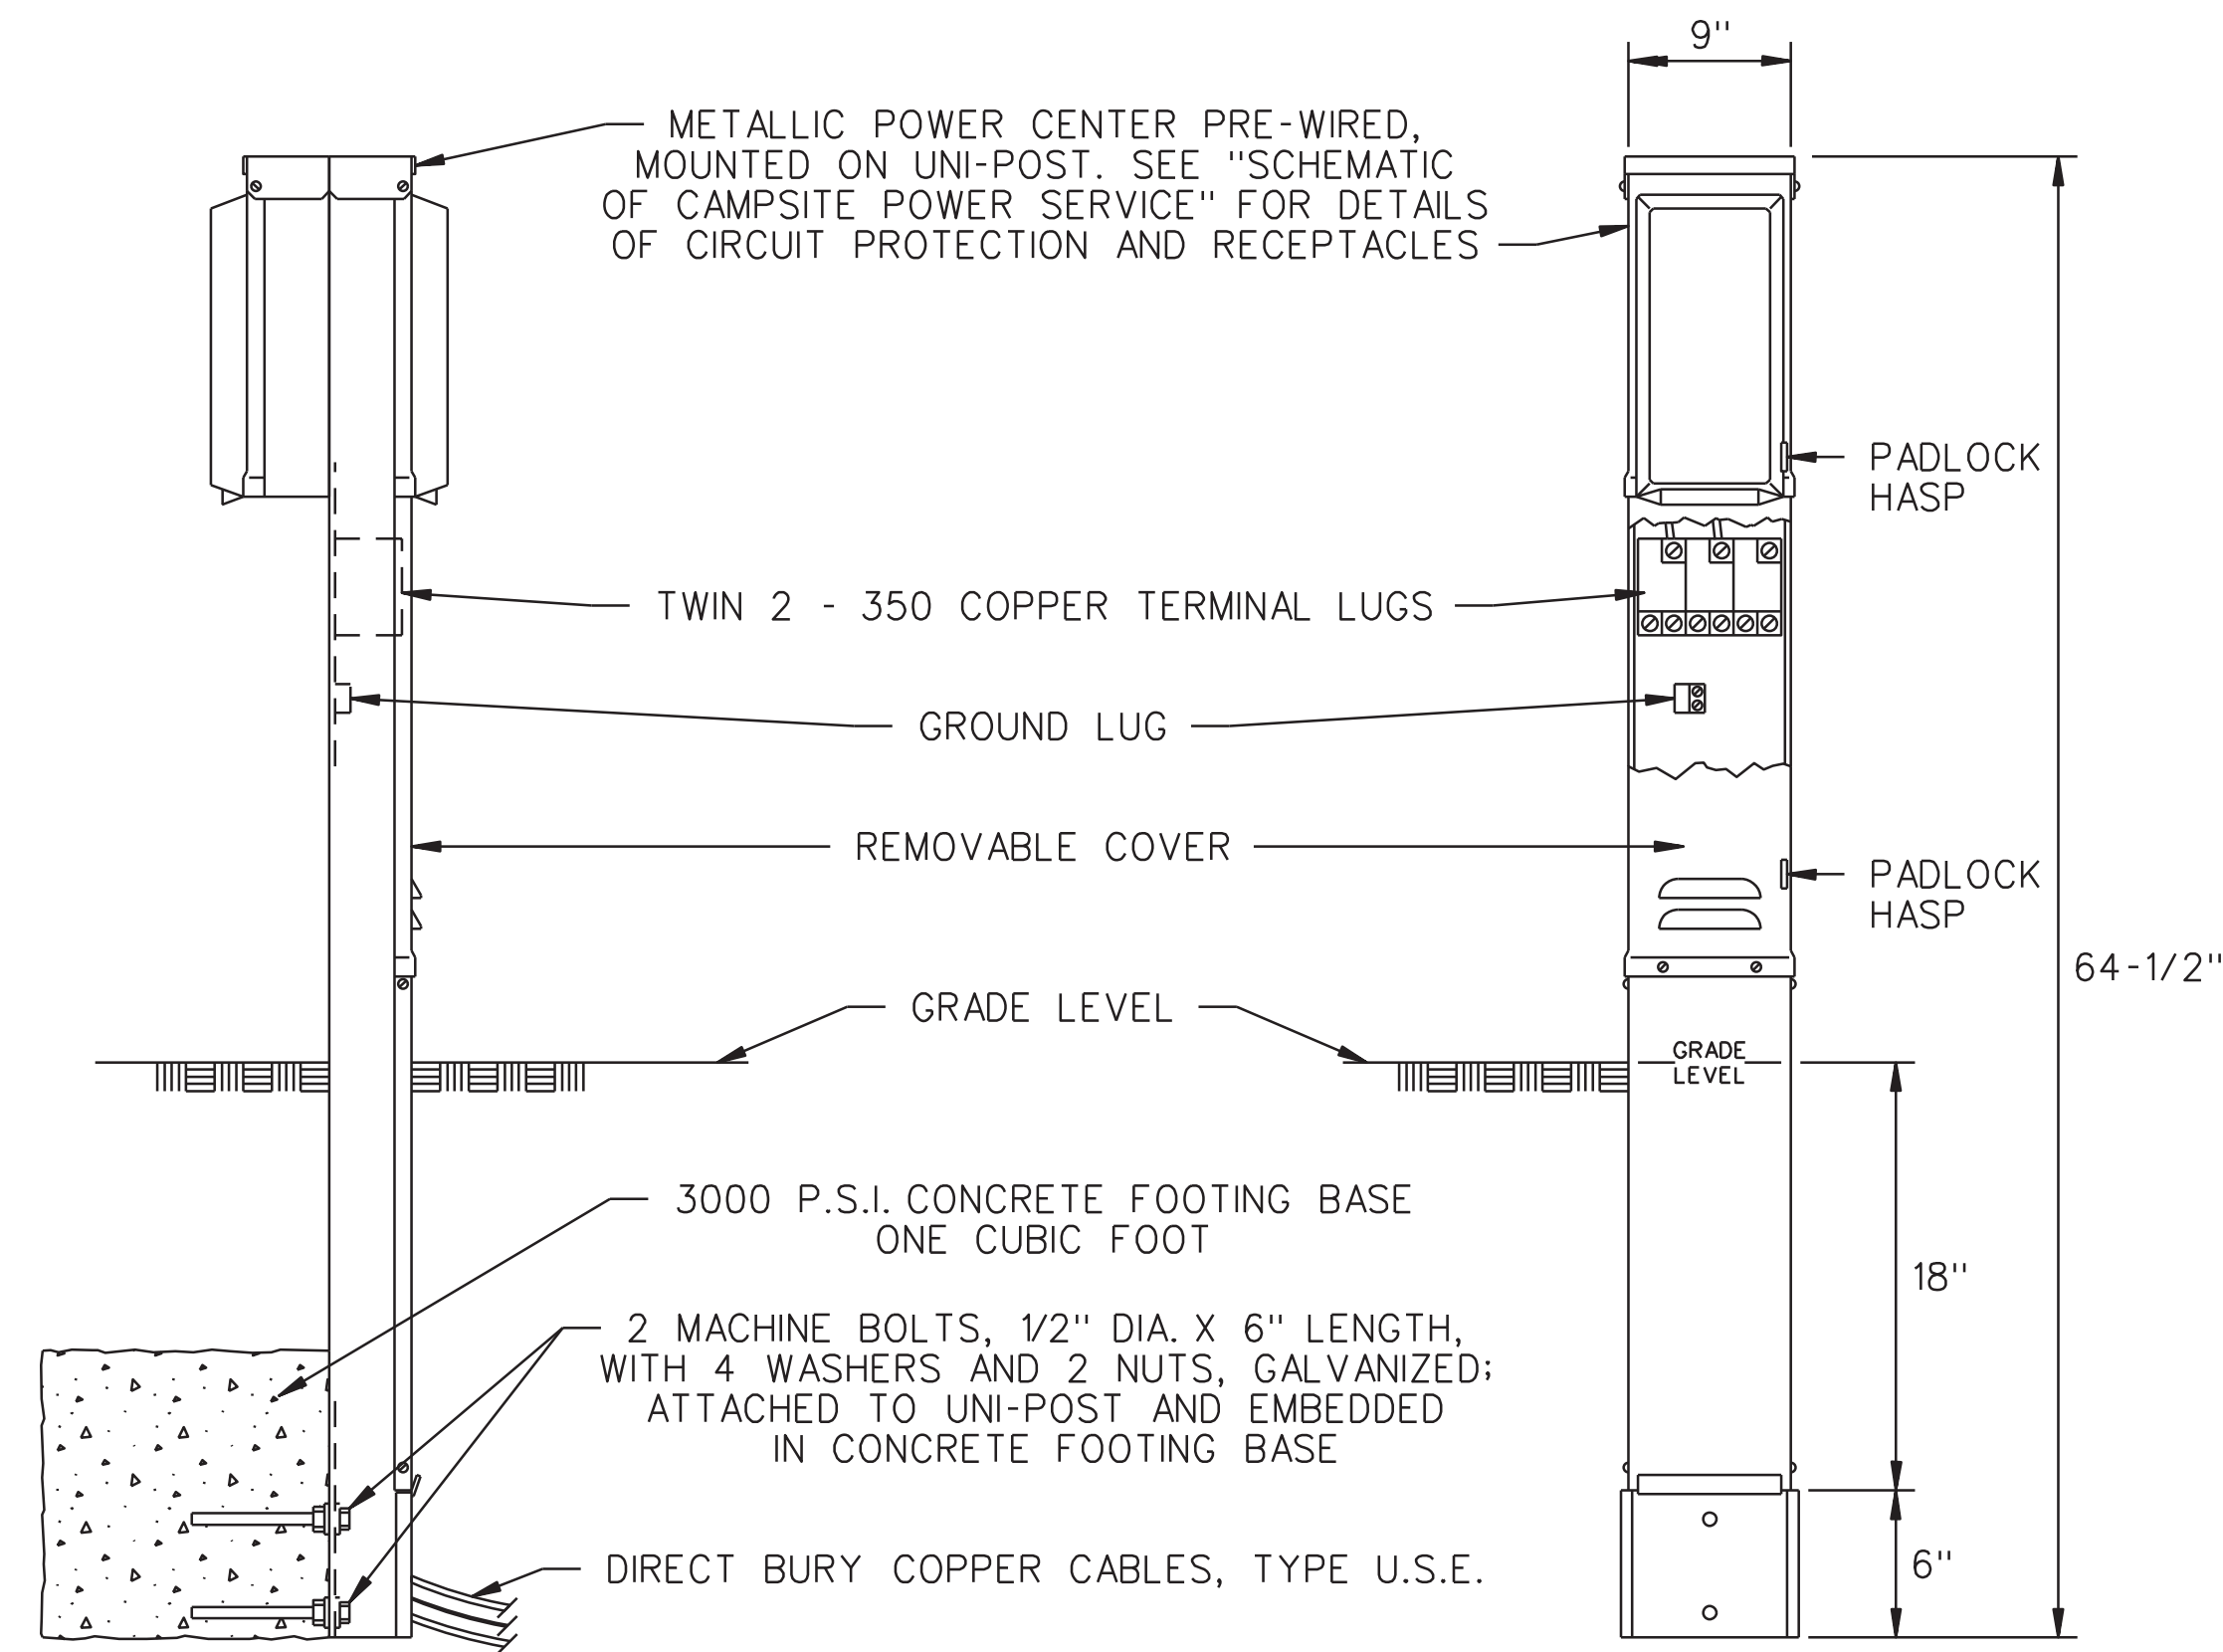 9"
METALLIC POWER CENTER PRE-WIRED,
MOUNTED ON UNI-POST. SEE "SCHEMATIC
OF CAMPSITE POWER SERVICE" FOR DETAILS
OF CIRCUIT PROTECTION AND RECEPTACLES
PADLOCK
HASP
TWIN 2 - 350 COPPER TERMINAL LUGS
GROUND LUG
REMOVABLE COVER
PADLOCK
HASP
64-1/2"
GRADE LEVEL
GRADE
LEVEL
3000 P.S.I. CONCRETE FOOTING BASE
ONE CUBIC FOOT
18"
2 MACHINE BOLTS, 1/2" DIA. X 6" LENGTH,
WITH 4 WASHERS AND 2 NUTS, GALVANIZED;
ATTACHED TO UNI-POST AND EMBEDDED
IN CONCRETE FOOTING BASE
DIRECT BURY COPPER CABLES, TYPE U.S.E.
6"